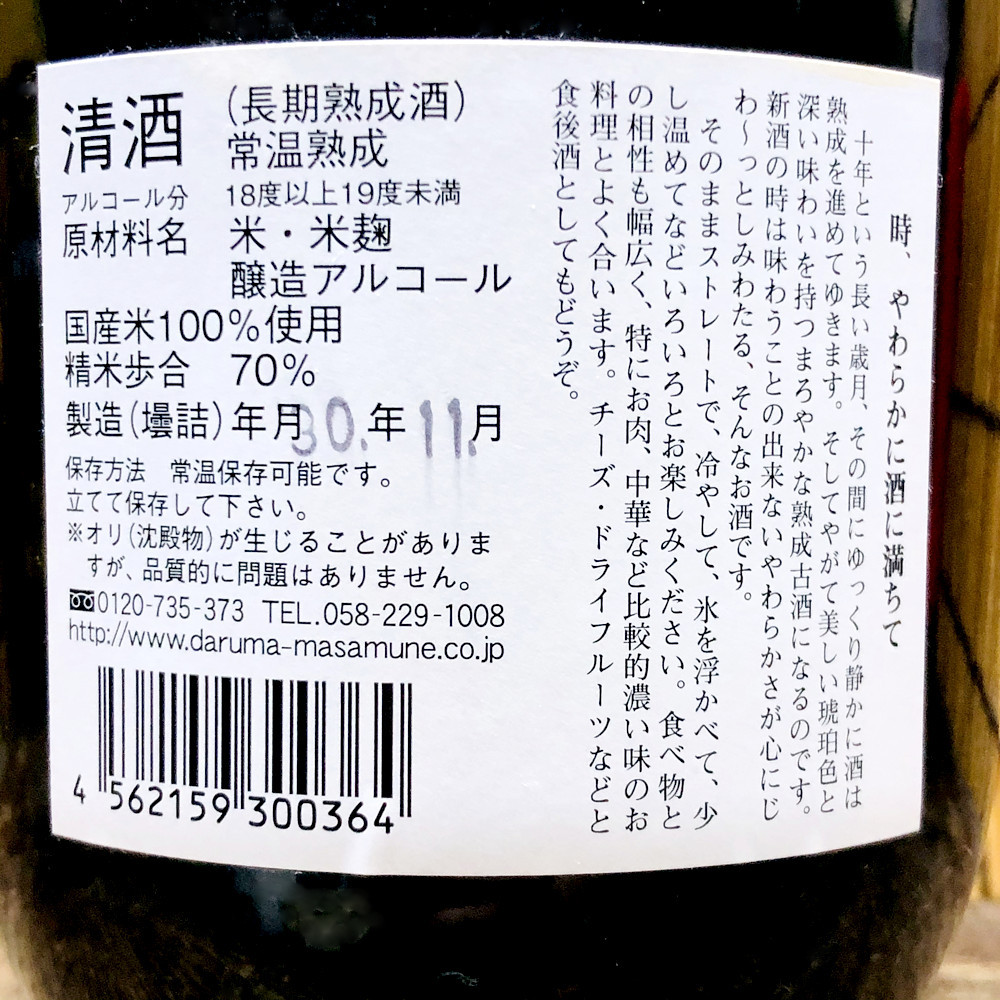 清酒 (長期熟成酒)
常温熟成
アルコール分 18度以上19度未満
原材料名 米・米麹
醸造アルコール
国産米100%使用
精米歩合 70%
製造(壜詰)年月30.年11.月
保存方法 常温保存可能です。
立てて保存して下さい。
※オリ(沈殿物)が生じることがありま
すが、品質的に問題はありません。
0120-735-373 TEL.058-229-1008
http://www.daruma-masamune.co.jp
4 562159 300364
時、やわらかに酒に満ちて
十年という長い歳月、その間にゆっくり静かに酒は
熟成を進めてゆきます。そしてやがて美しい琥珀色と
深い味わいを持つまろやかな熟成古酒になるのです。
新酒の時は味わうことの出来ないやわらかさが心にじ
わ〜っとしみわたる、そんなお酒です。
そのままストレートで、冷やして、氷を浮かべて、少
し温めてなどいろいろとお楽しみください。食べ物と
の相性も幅広く、特にお肉、中華など比較的濃い味のお
料理とよく合います。チーズ・ドライフルーツなどと
食後酒としてもどうぞ。